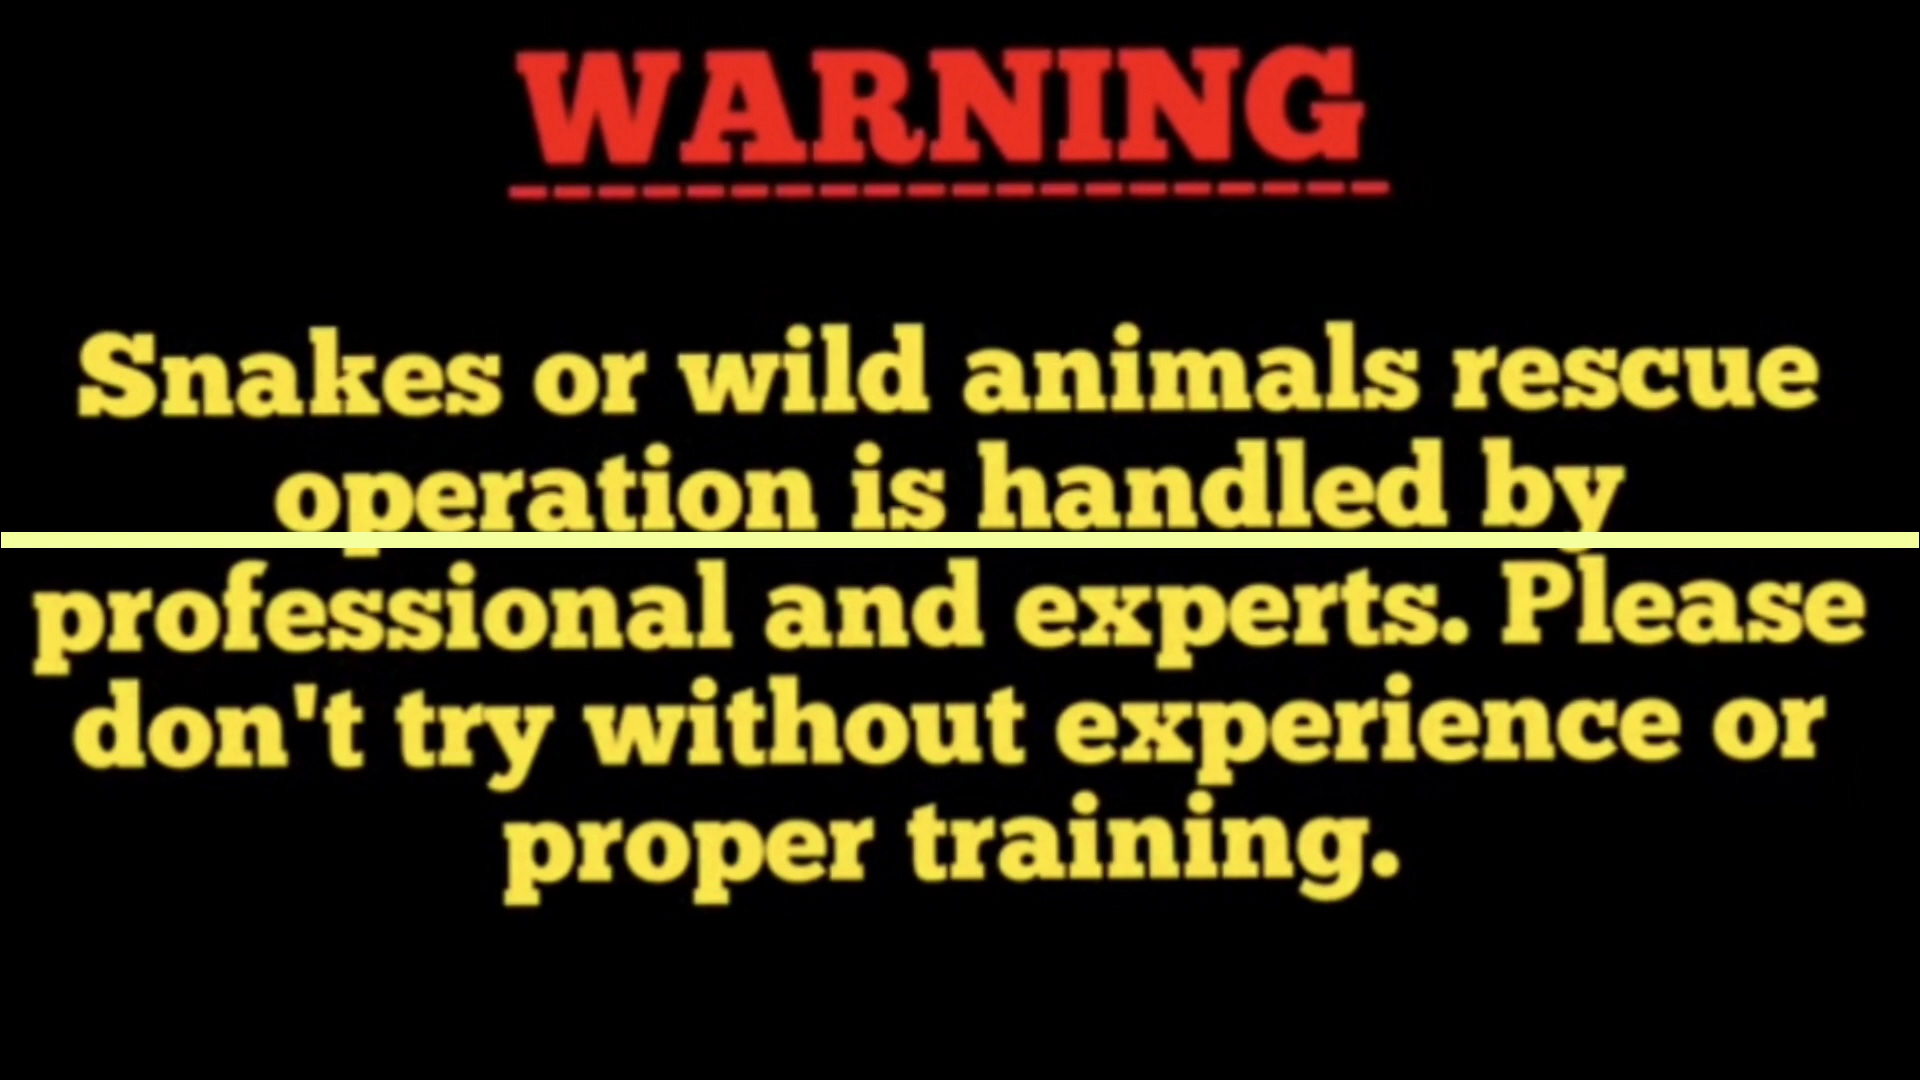 WARNING
--------------------
Snakes or wild animals rescue
operation is handled by
professional and experts. Please
don't try without experience or
proper training.